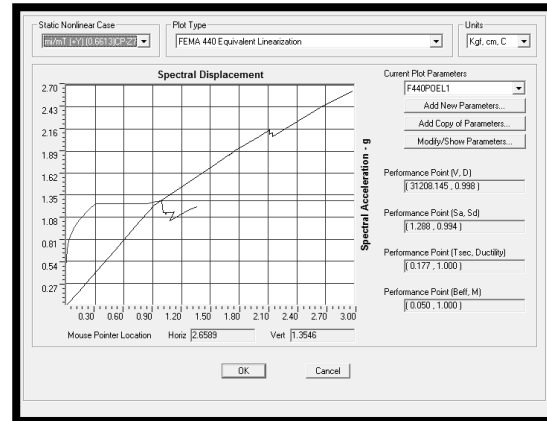 Static Nonlinear Case
Plot Type
Units
FEMA 440 Equivalent Linearization
Kgf, cm, C
Spectral Displacement
Current Plot Parameters
F440POEL1
Add New Parameters...
Add Copy of Parameters...
Modify/Show Parameters...
2.70
2.43
2.16
1.89
1.62
1.35
1.08
0.81
0.54
0.27
Spectral Acceleration - g
Performance Point (V, D)
( 31208.145 , 0.998 )
Performance Point (Sa, Sd)
( 1.288 , 0.994 )
Performance Point (Tsec, Ductility)
( 0.177 , 1.000 )
Performance Point (Beff, M)
( 0.050 , 1.000 )
0.30 0.60 0.90 1.20 1.50 1.80 2.10 2.40 2.70 3.00
Mouse Pointer Location Horiz 2.6589 Vert 1.3546
OK Cancel